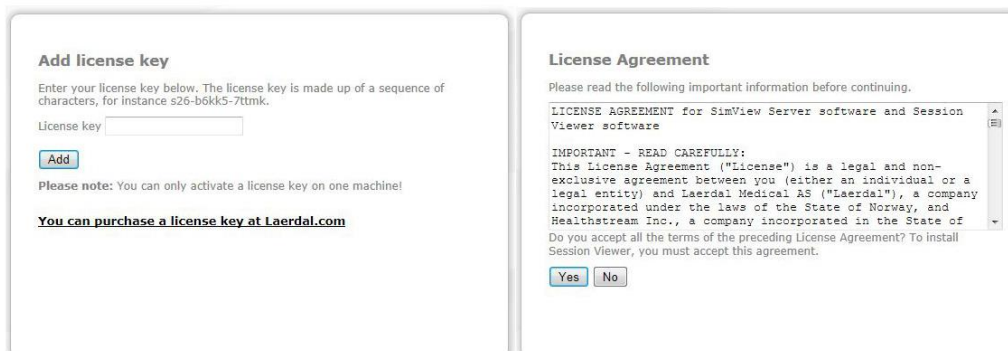 Add license key
Enter your license key below. The license key is made up of a sequence of
characters, for instance s26-b6kk5-7ttmk.
License key
Add
Please note: You can only activate a license key on one machine!
You can purchase a license key at Laerdal.com
License Agreement
Please read the following important information before continuing.
LICENSE AGREEMENT for SimView Server software and Session
Viewer software
IMPORTANT - READ CAREFULLY:
This License Agreement ("License") is a legal and non-
exclusive agreement between you (either an individual or a
legal entity) and Laerdal Medical AS ("Laerdal"), a company
incorporated under the laws of the State of Norway, and
Healthstream Inc., a company incorporated in the State of
Do you accept all the terms of the preceding License Agreement? To install
Session Viewer, you must accept this agreement.
Yes No